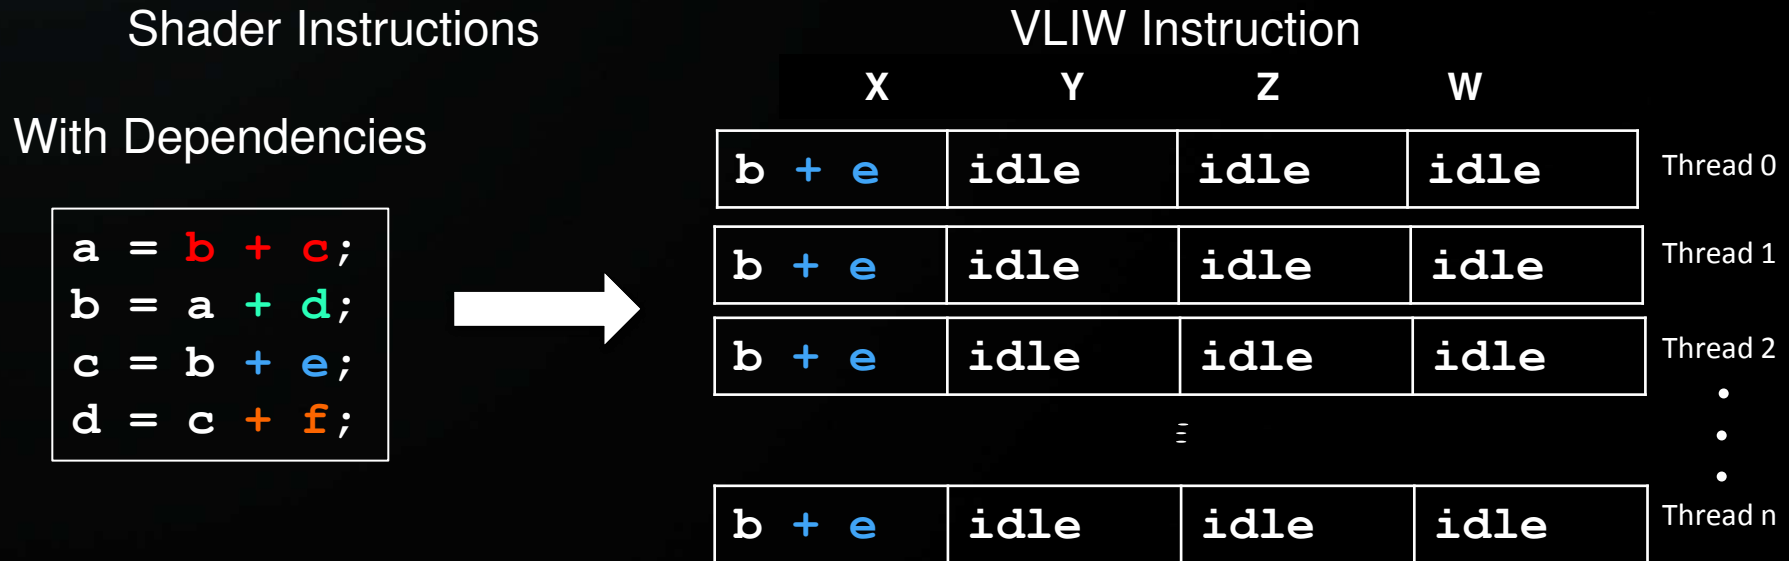 Shader Instructions
VLIW Instruction
X Y Z W
With Dependencies
a = b + c;
b = a + d;
c = b + e;
d = c + f;
b + e idle idle idle Thread 0
b + e idle idle idle Thread 1
b + e idle idle idle Thread 2
b + e idle idle idle Thread n